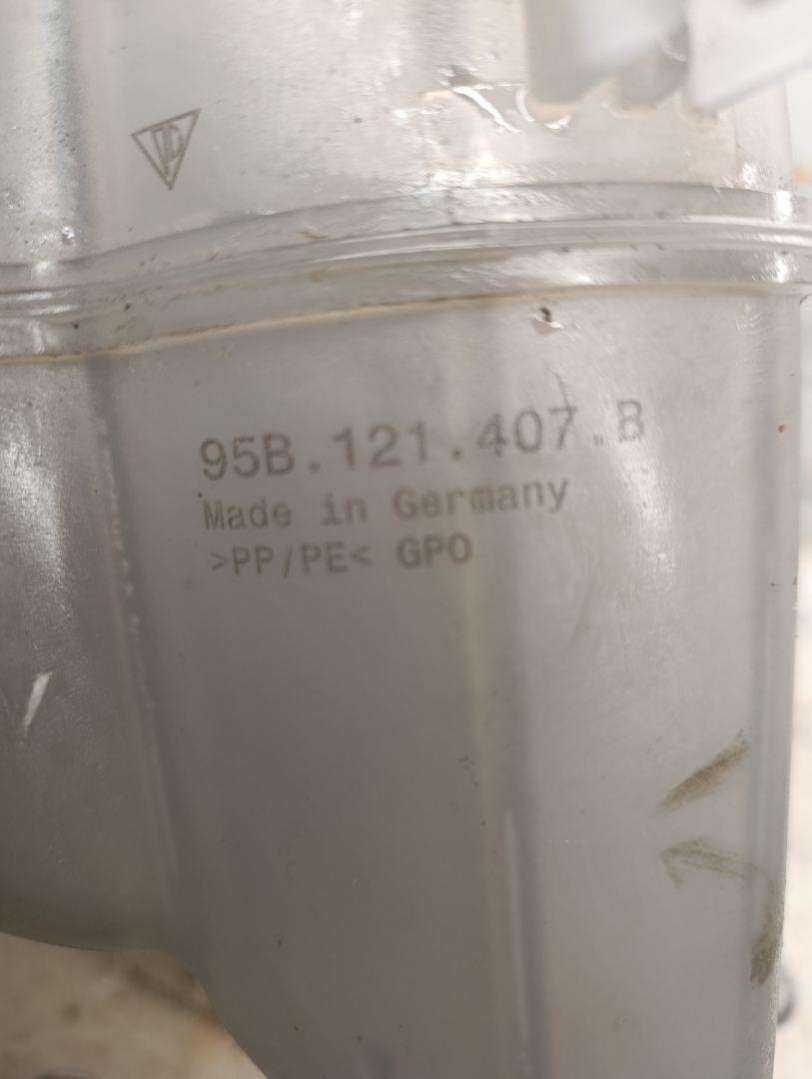 95B.121.407.B
Made in Germany
>PP/PE< GPO